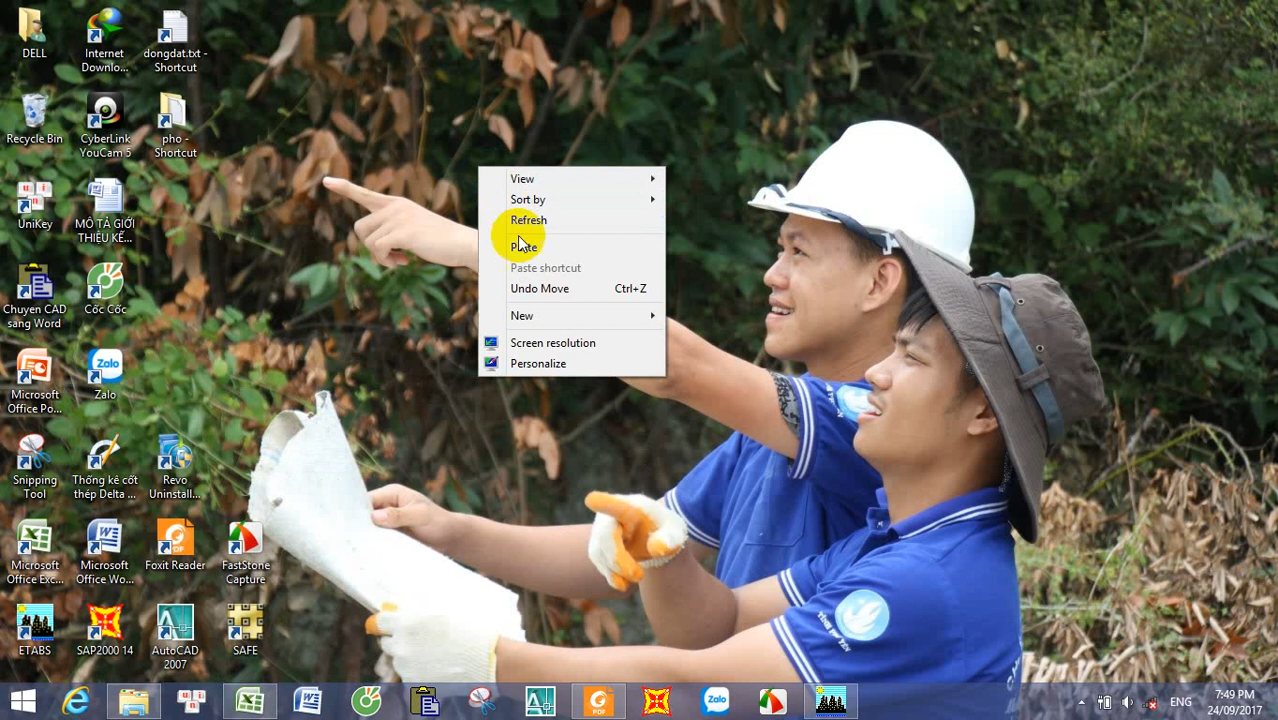 DELL
Internet
Downlo...
dongdat.txt -
Shortcut
Recycle Bin
CyberLink
YouCam 5
pho -
Shortcut
UniKey
MÔ TẢ GIỚI
THIỆU KẾ...
Chuyen CAD
sang Word
Cốc Cốc
Microsoft
Office Po...
Zalo
Zalo
Snipping
Tool
Thống kê cốt
thép Delta ...
Revo
Uninstall...
Microsoft
Office Exc...
Microsoft
Office Wo...
Foxit Reader
FastStone
Capture
ETABS
SAP2000 14
AutoCAD
2007
SAFE
View
Sort by
Refresh
Paste
Paste shortcut
Undo Move Ctrl+Z
New
Screen resolution
Personalize
Zalo
ENG
7:49 PM
24/09/2017